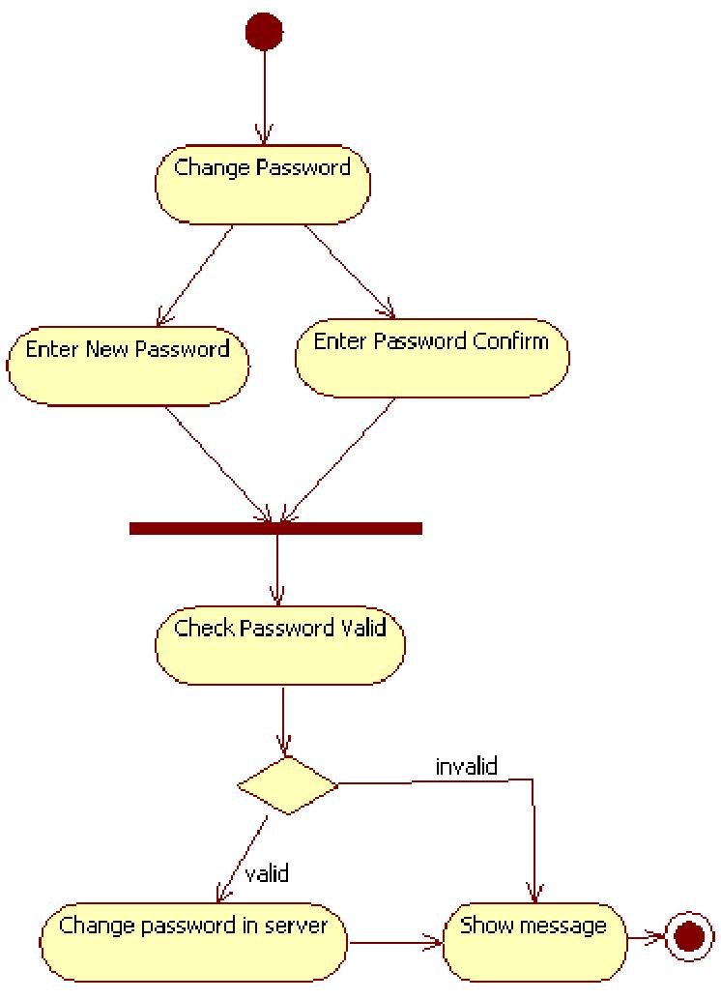 Change Password
Enter New Password
Enter Password Confirm
Check Password Valid
invalid
valid
Change password in server
Show message